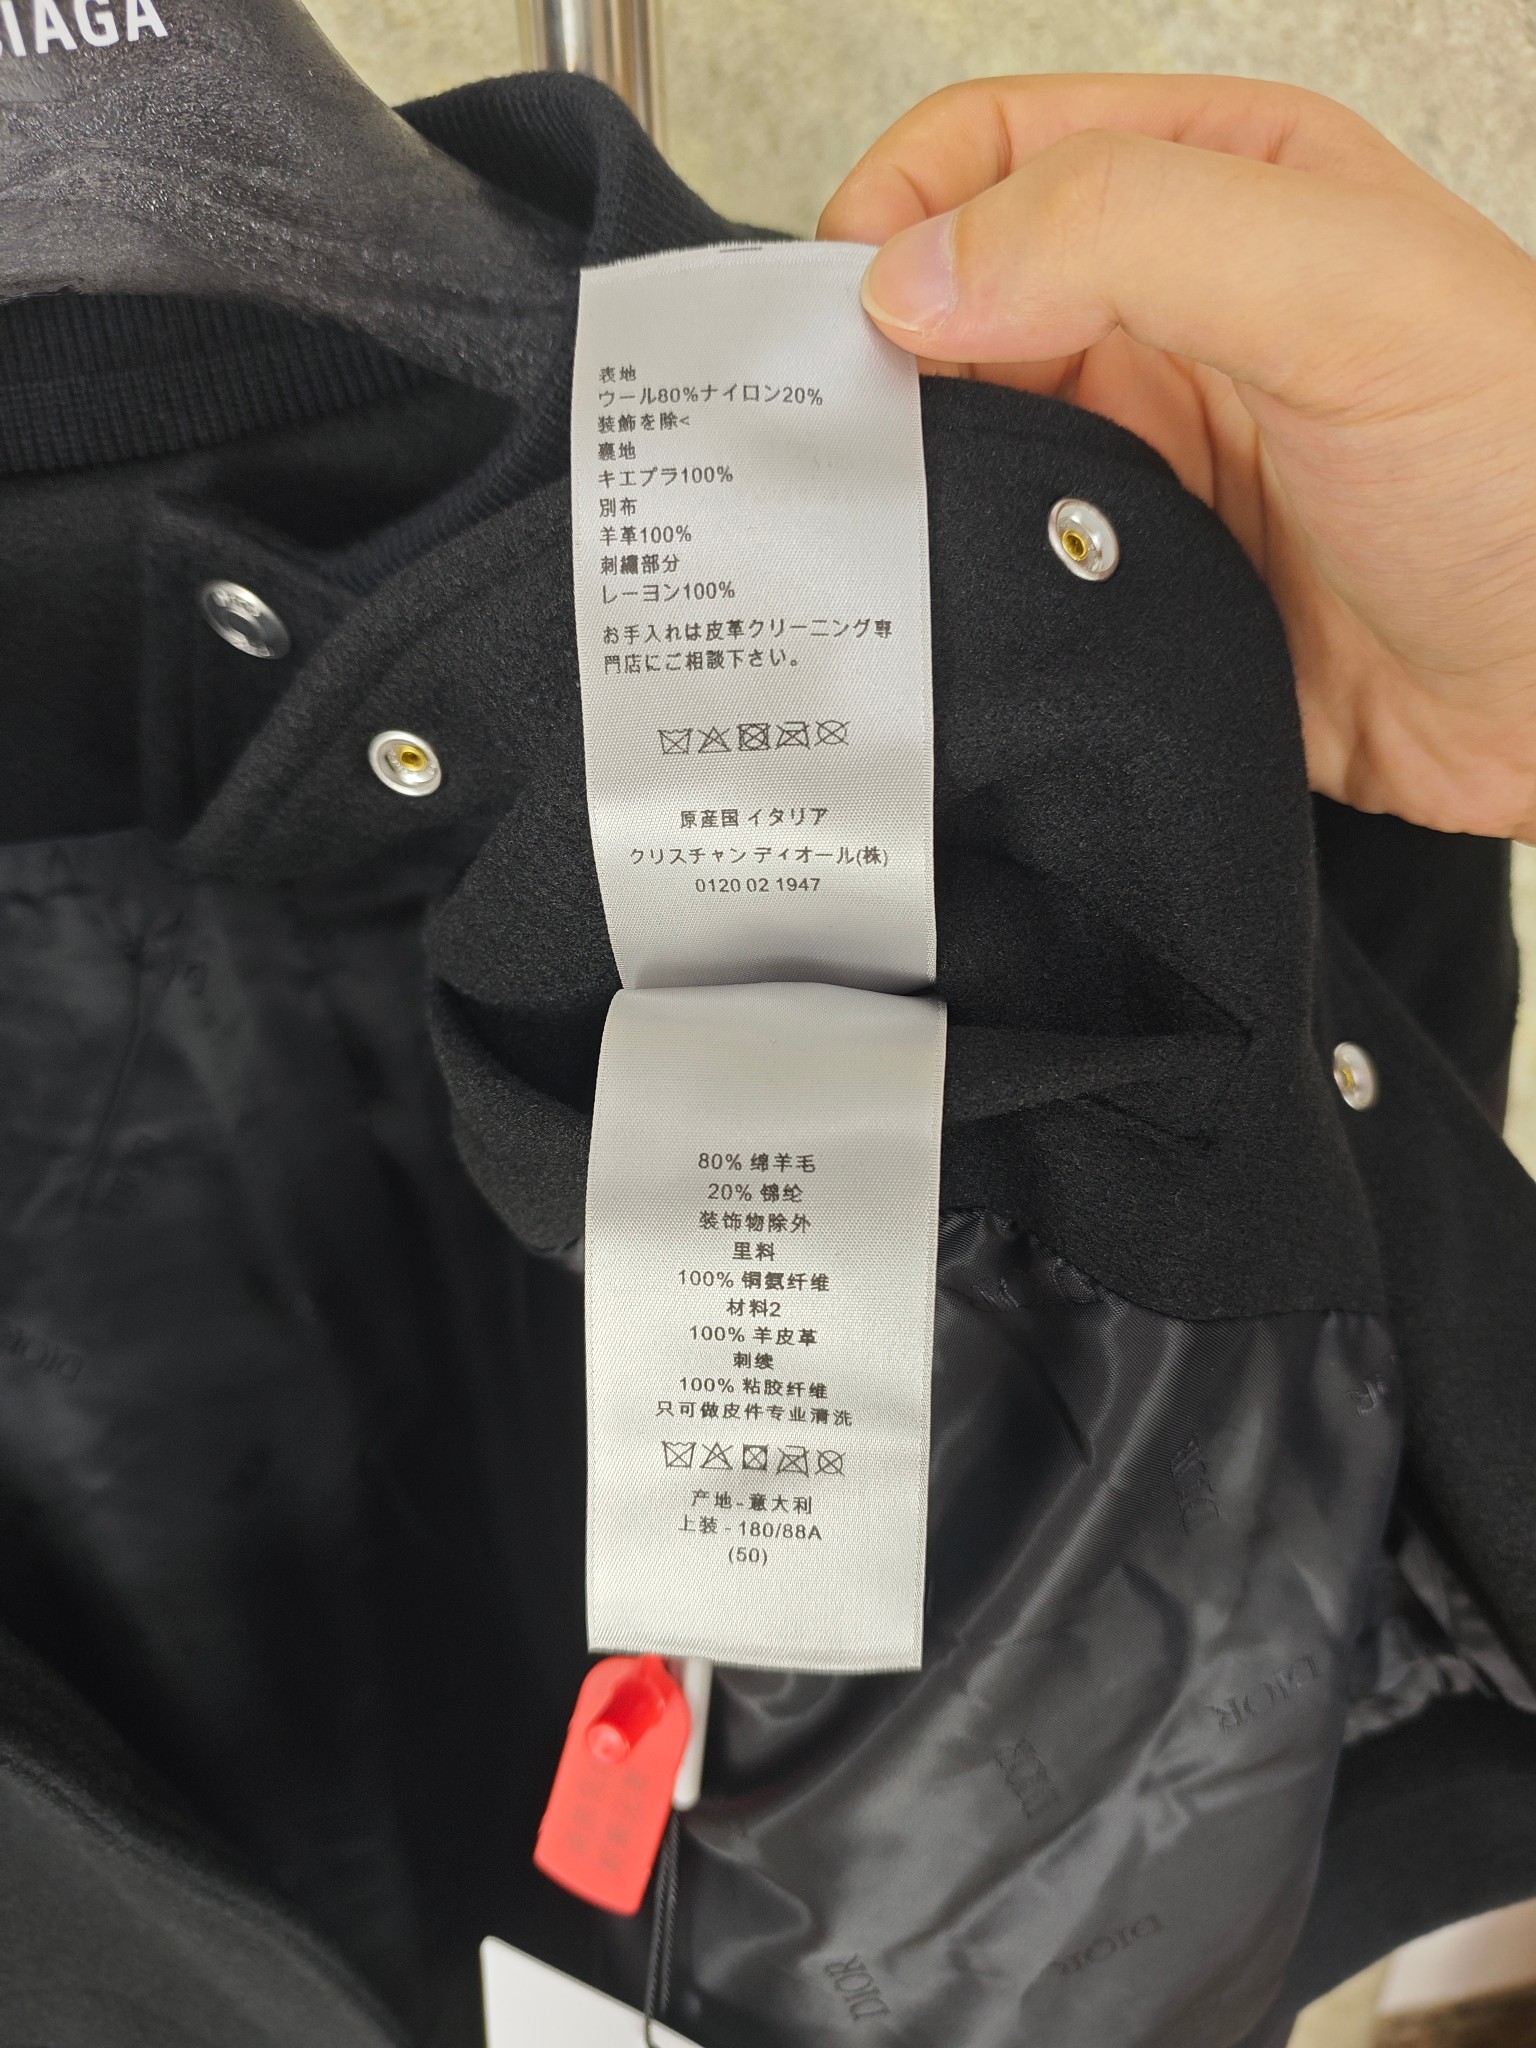 表地
ウール80%ナイロン20%
装飾を除<
裏地
キエプラ100%
別布
羊革100%
刺繡部分
レーヨン100%
お手入れは皮革クリーニング専
門店にご相談下さい。
原産国 イタリア
クリスチャン ディオール(株)
0120 02 1947
80% 绵羊毛
20% 锦纶
装饰物除外
里料
100% 铜氨纤维
材料2
100% 羊皮革
刺续
100% 粘胶纤维
只可做皮件专业清洗
产地-意大利
上装 - 180/88A
(50)
DIOR
DIOR
DIOR
DIOR